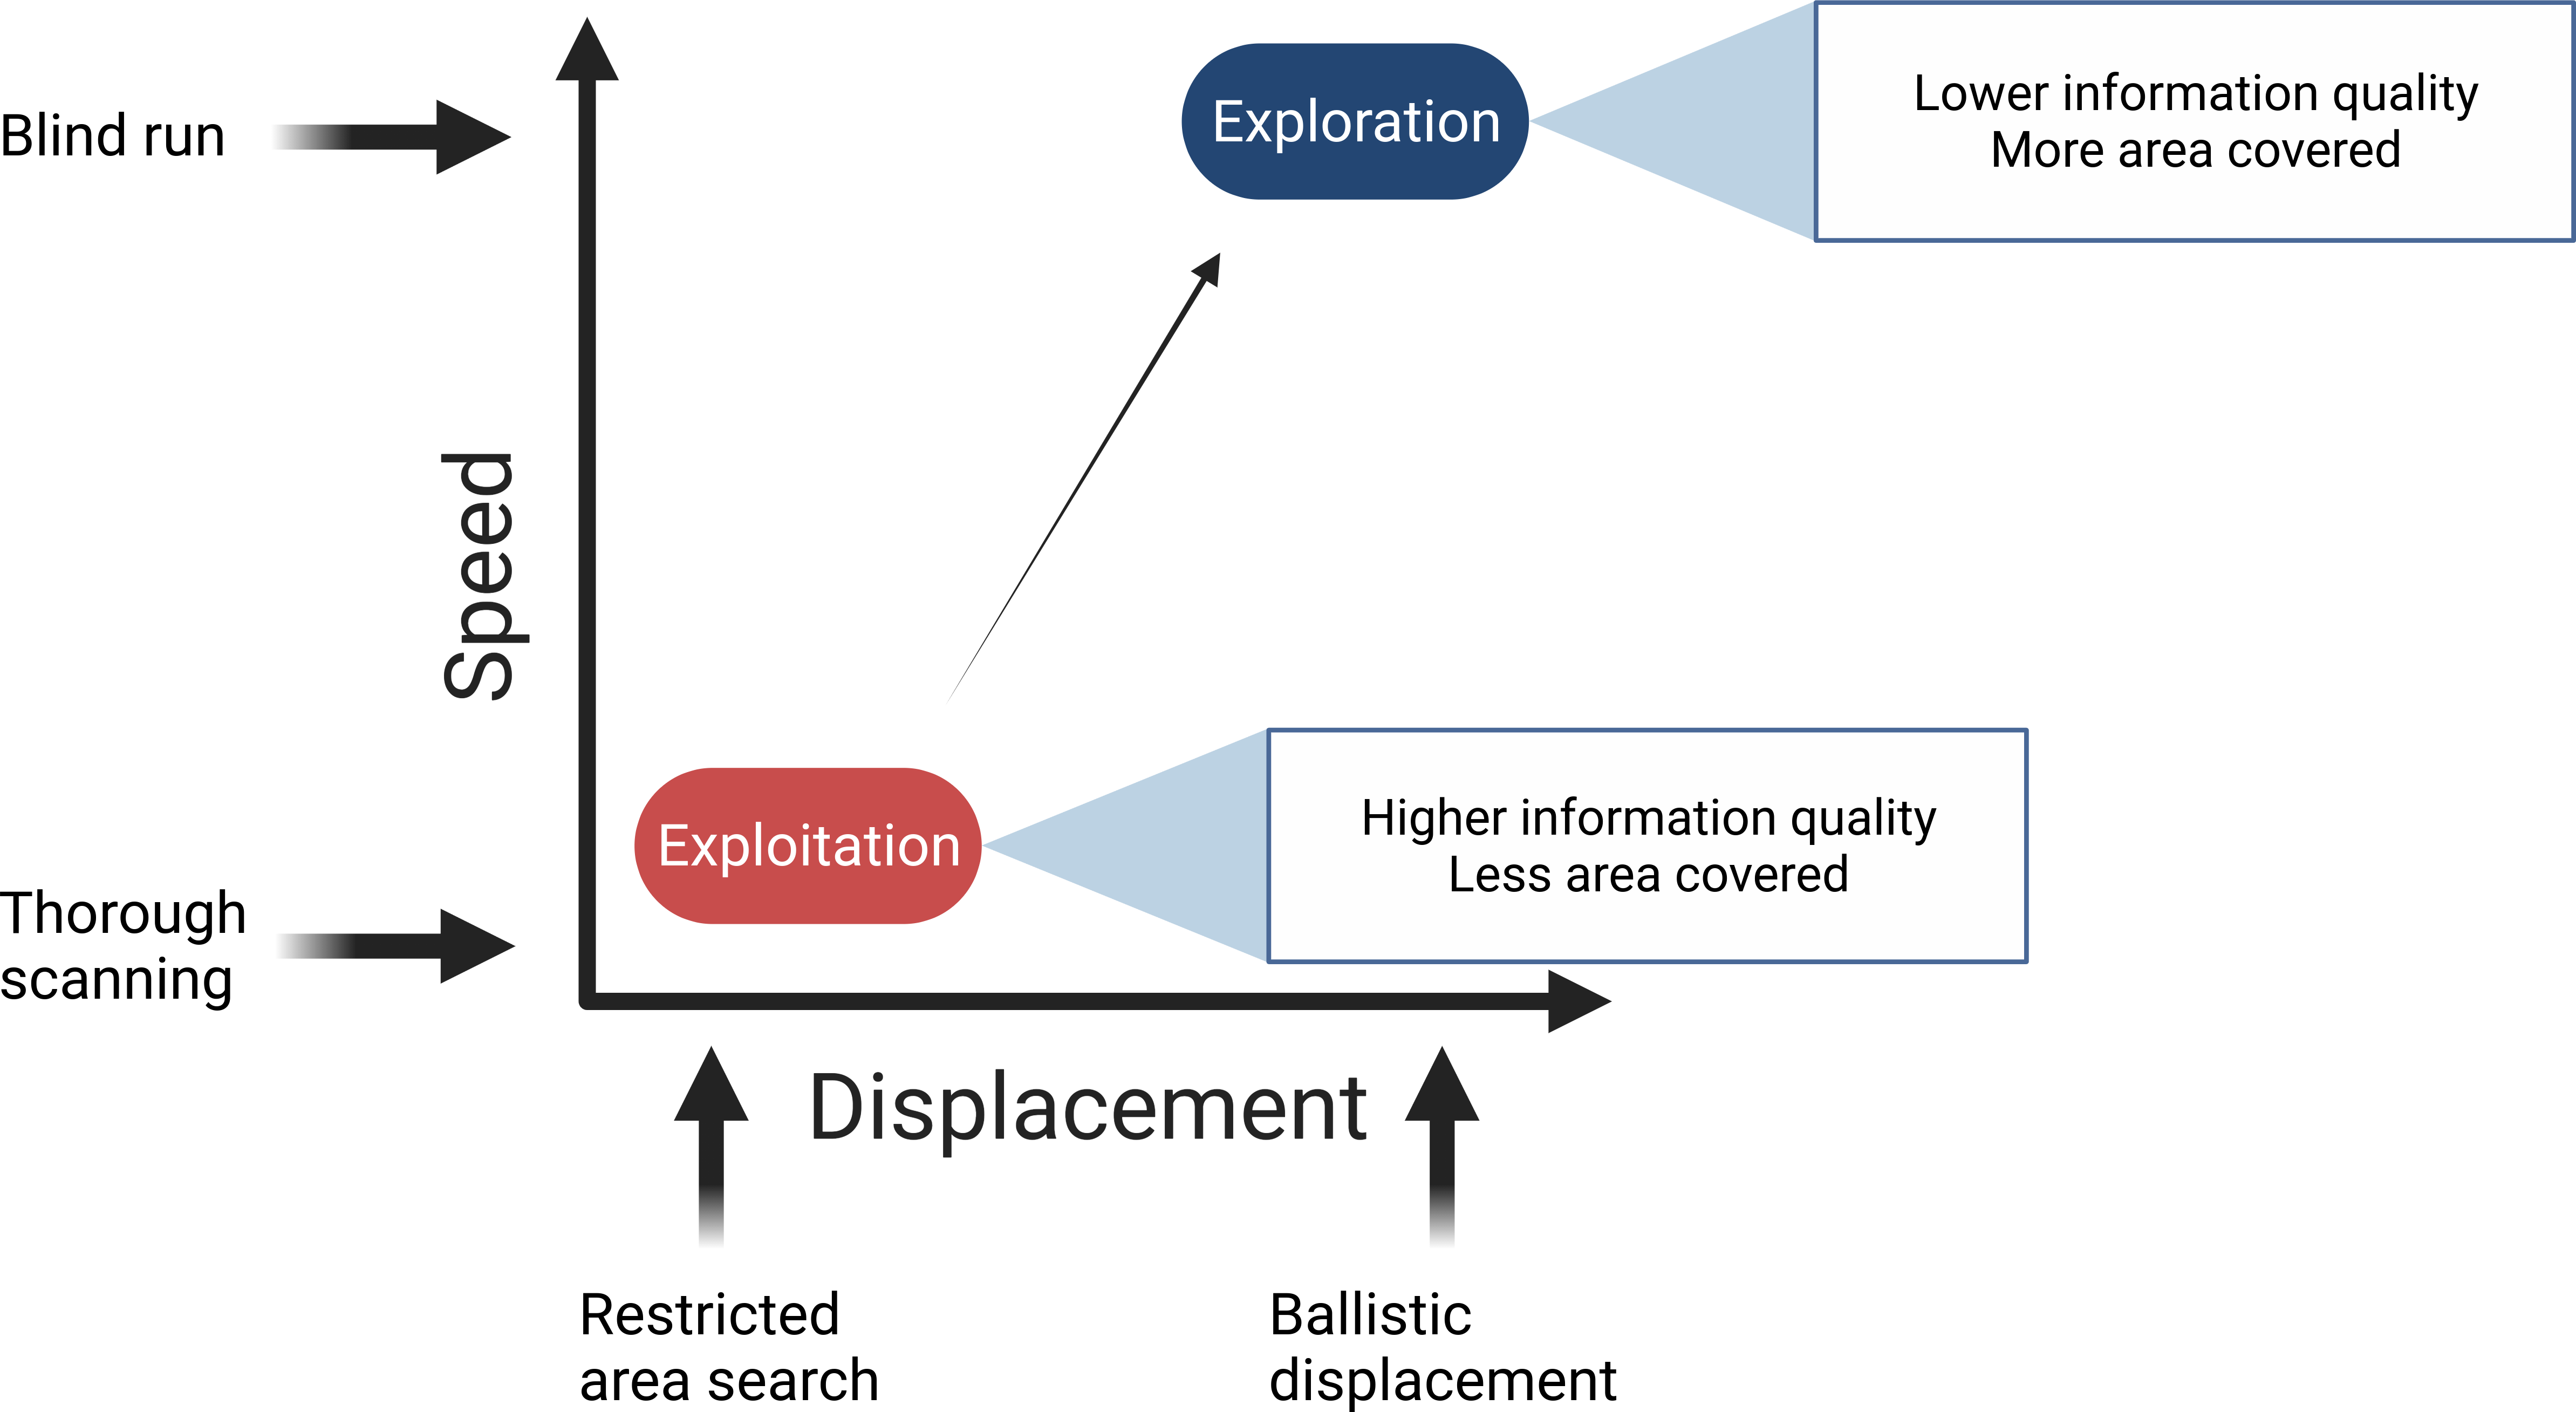 Blind run
Exploration
Lower information quality
More area covered
Speed
Exploitation
Higher information quality
Less area covered
Thorough
scanning
Displacement
Restricted
area search
Ballistic
displacement